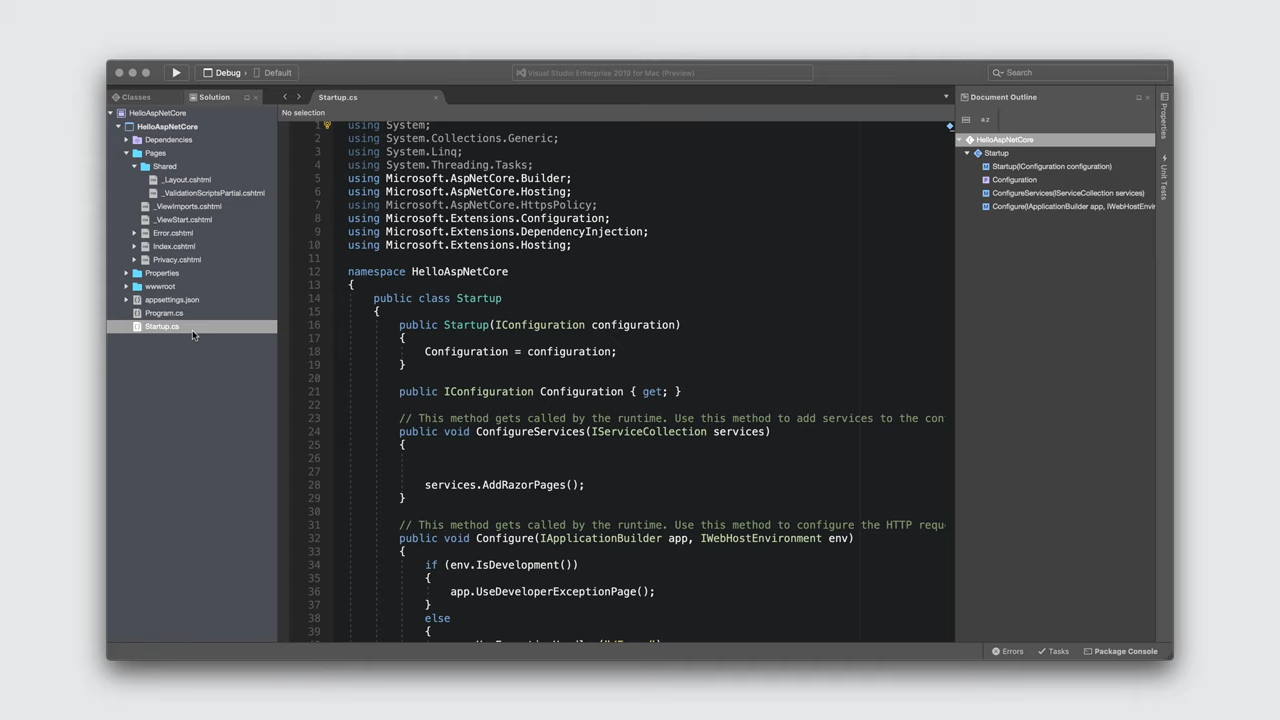 Debug › Default
Visual Studio Enterprise 2019 for Mac (Preview)
Search
Classes
Solution
HelloAspNetCore
HelloAspNetCore
Dependencies
Pages
Shared
_Layout.cshtml
_ValidationScriptsPartial.cshtml
_ViewImports.cshtml
_ViewStart.cshtml
Error.cshtml
Index.cshtml
Privacy.cshtml
Properties
wwwroot
appsettings.json
Program.cs
Startup.cs
Startup.cs
No selection
1 using System;
2 using System.Collections.Generic;
3 using System.Linq;
4 using System.Threading.Tasks;
5 using Microsoft.AspNetCore.Builder;
6 using Microsoft.AspNetCore.Hosting;
7 using Microsoft.AspNetCore.HttpsPolicy;
8 using Microsoft.Extensions.Configuration;
9 using Microsoft.Extensions.DependencyInjection;
10 using Microsoft.Extensions.Hosting;
11
12 namespace HelloAspNetCore
13 {
14 public class Startup
15 {
16 public Startup(IConfiguration configuration)
17 {
18 Configuration = configuration;
19 }
20
21 public IConfiguration Configuration { get; }
22
23 // This method gets called by the runtime. Use this method to add services to the con
24 public void ConfigureServices(IServiceCollection services)
25 {
26
27
28 services.AddRazorPages();
29 }
30
31 // This method gets called by the runtime. Use this method to configure the HTTP requ
32 public void Configure(IApplicationBuilder app, IWebHostEnvironment env)
33 {
34 if (env.IsDevelopment())
35 {
36 app.UseDeveloperExceptionPage();
37 }
38 else
39 {
Document Outline
a.z
HelloAspNetCore
Startup
Startup(IConfiguration configuration)
Configuration
ConfigureServices(IServiceCollection services)
Configure(IApplicationBuilder app, IWebHostEnvir
Properties
Unit Tests
Errors
Tasks
Package Console